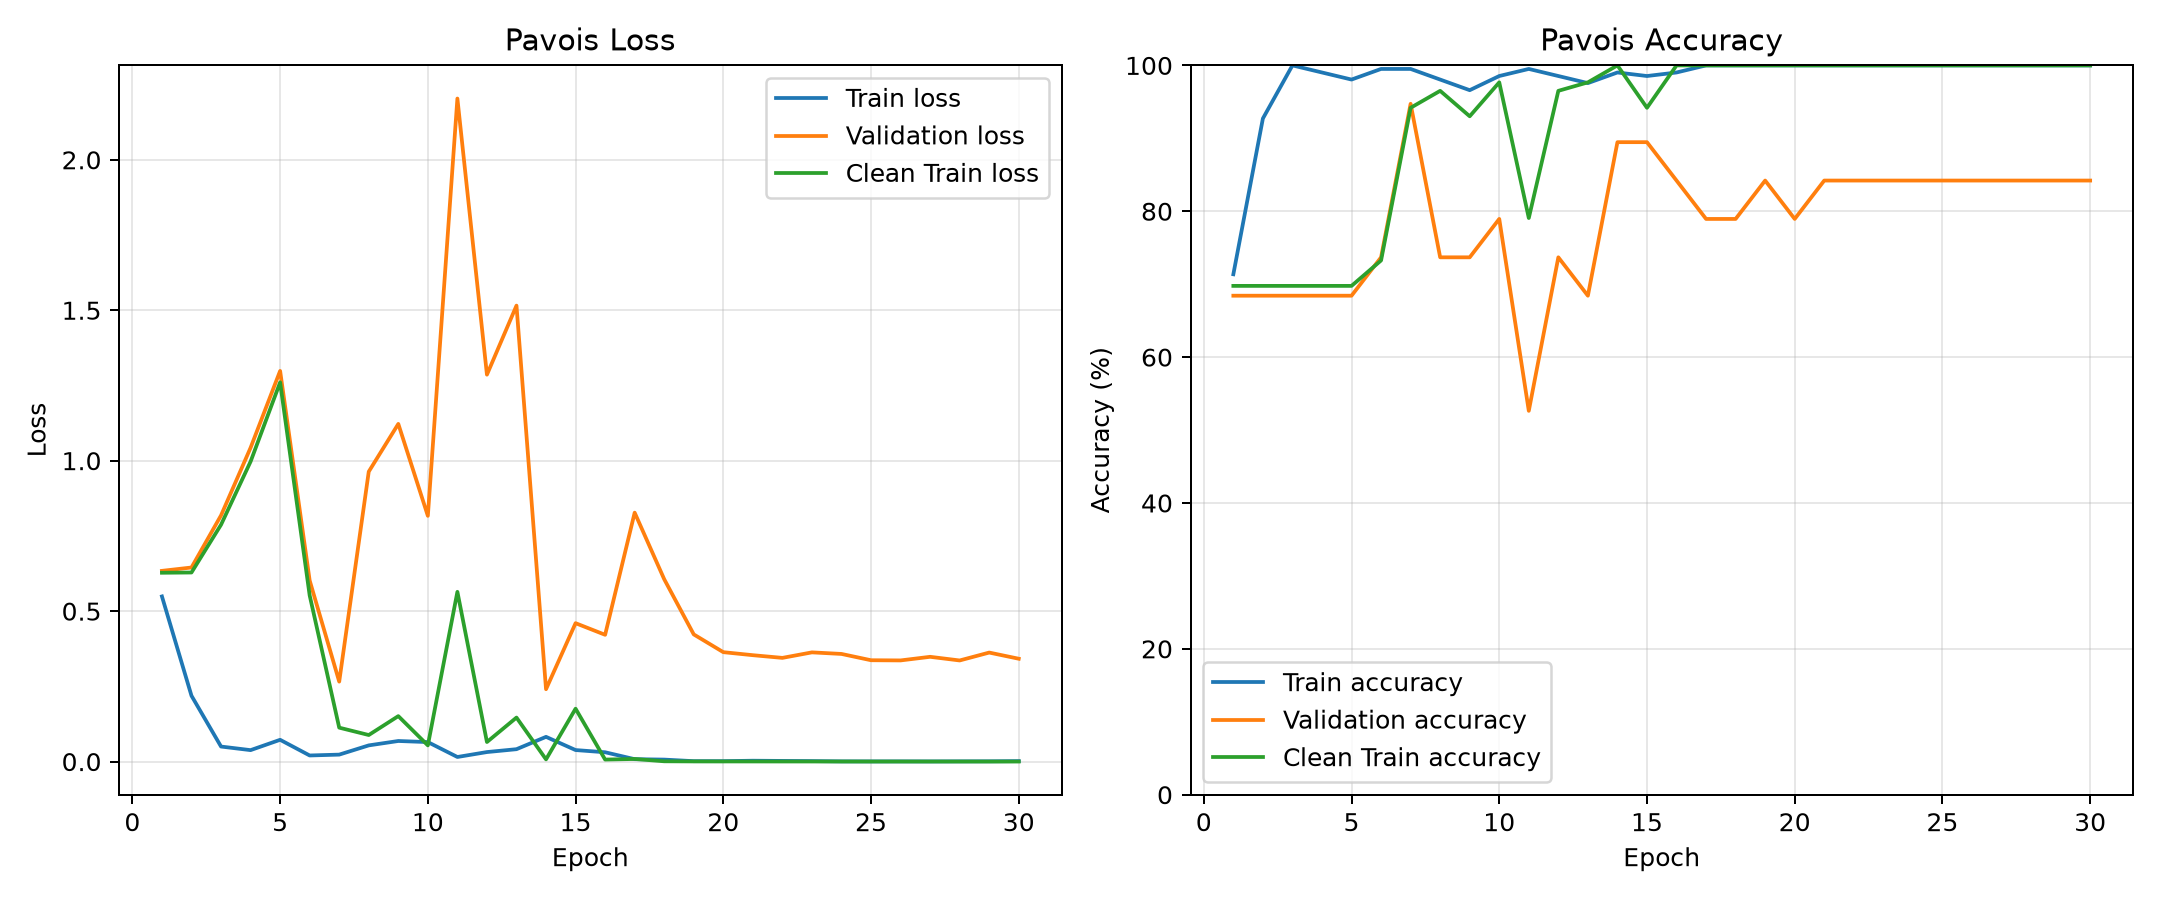 Pavois Loss
Train loss
Validation loss
Clean Train loss
2.0
1.5
1.0
0.5
0.0
Loss
0 5 10 15 20 25 30
Epoch
Pavois Accuracy
100
80
60
40
20
0
Accuracy (%)
Train accuracy
Validation accuracy
Clean Train accuracy
0 5 10 15 20 25 30
Epoch